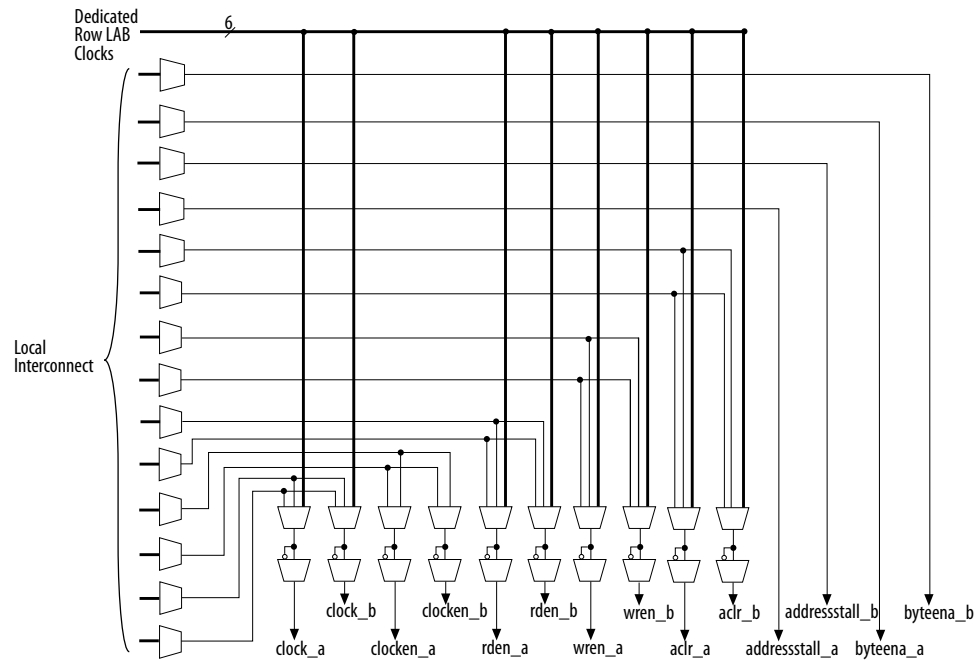 Dedicated
Row LAB
Clocks
6
Local
Interconnect
clock_b
clocken_b
rden_b
wren_b
aclr_b
addressstall_b
byteena_b
clock_a
clocken_a
rden_a
wren_a
aclr_a
addressstall_a
byteena_a